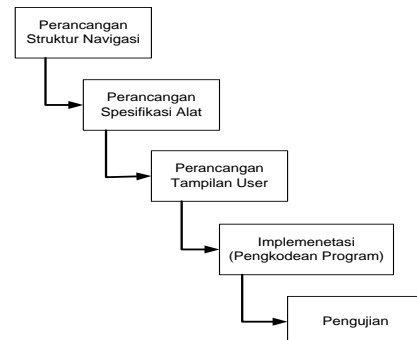 Perancangan
Struktur Navigasi
Perancangan
Spesifikasi Alat
Perancangan
Tampilan User
Implemenetasi
(Pengkodean Program)
Pengujian